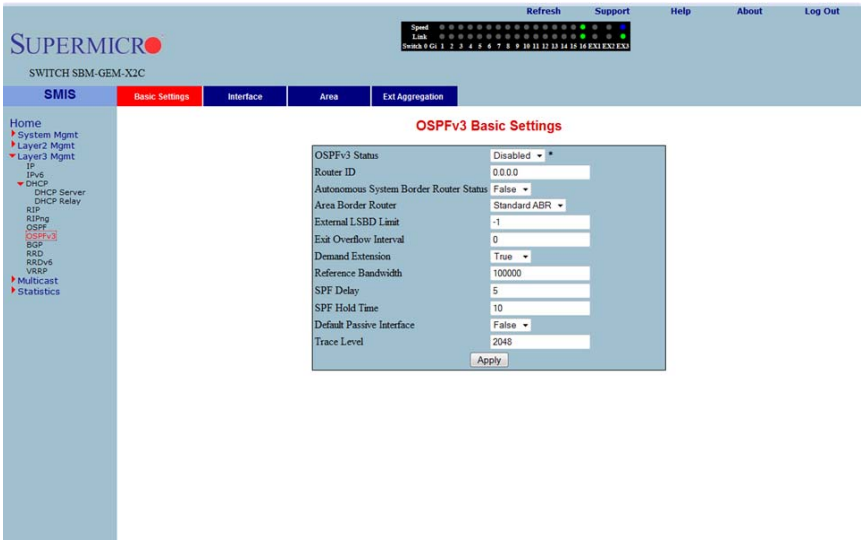 Refresh Support Help About Log Out
SUPERMICRO
Speed
Link
Switch 0 Gi 1 2 3 4 5 6 7 8 9 10 11 12 13 14 15 16 EX1 EX2 EX3
SWITCH SBM-GEM-X2C
SMIS
Basic Settings Interface Area Ext Aggregation
Home
System Mgmt
Layer2 Mgmt
Layer3 Mgmt
IP
IPv6
DHCP
DHCP Server
DHCP Relay
RIP
RIPng
OSPF
OSPFv3
BGP
RRD
RRDv6
VRRP
Multicast
Statistics
OSPFv3 Basic Settings
OSPFv3 Status Disabled *
Router ID 0.0.0.0
Autonomous System Border Router Status False
Area Border Router Standard ABR
External LSBD Limit -1
Exit Overflow Interval 0
Demand Extension True
Reference Bandwidth 100000
SPF Delay 5
SPF Hold Time 10
Default Passive Interface False
Trace Level 2048
Apply